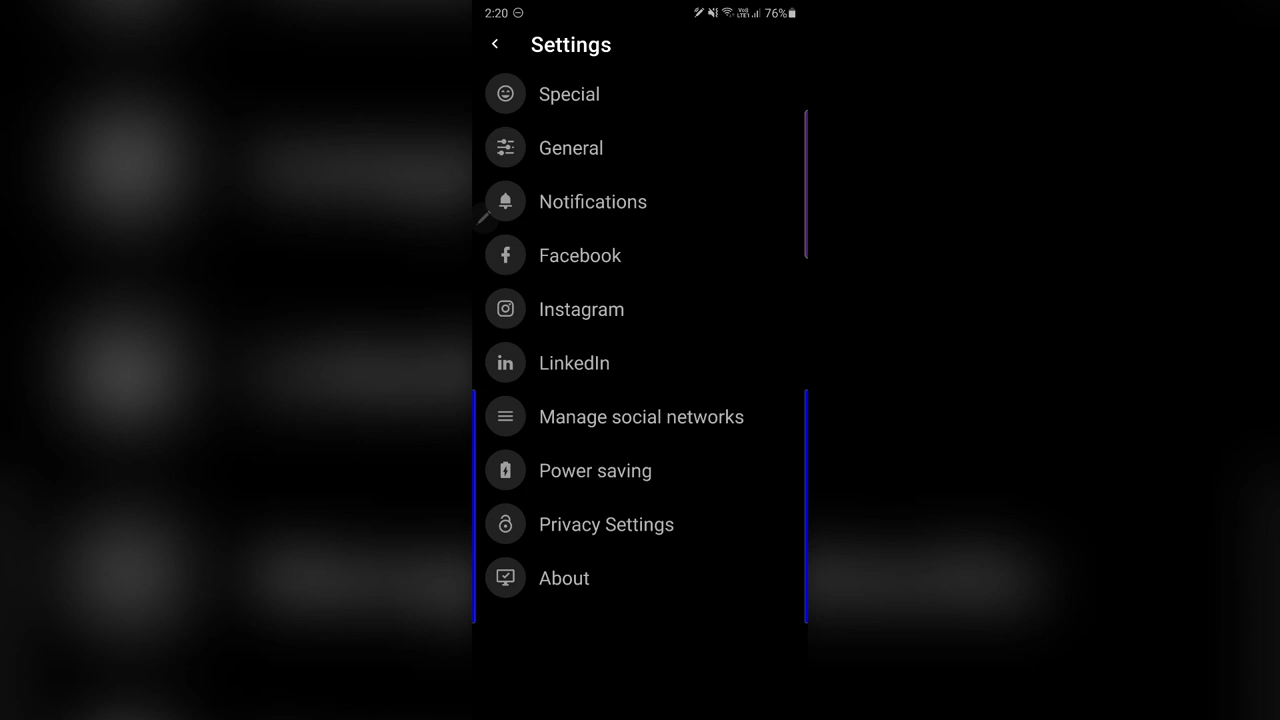 2:20 76%
Settings
Special
General
Notifications
Facebook
Instagram
LinkedIn
Manage social networks
Power saving
Privacy Settings
About